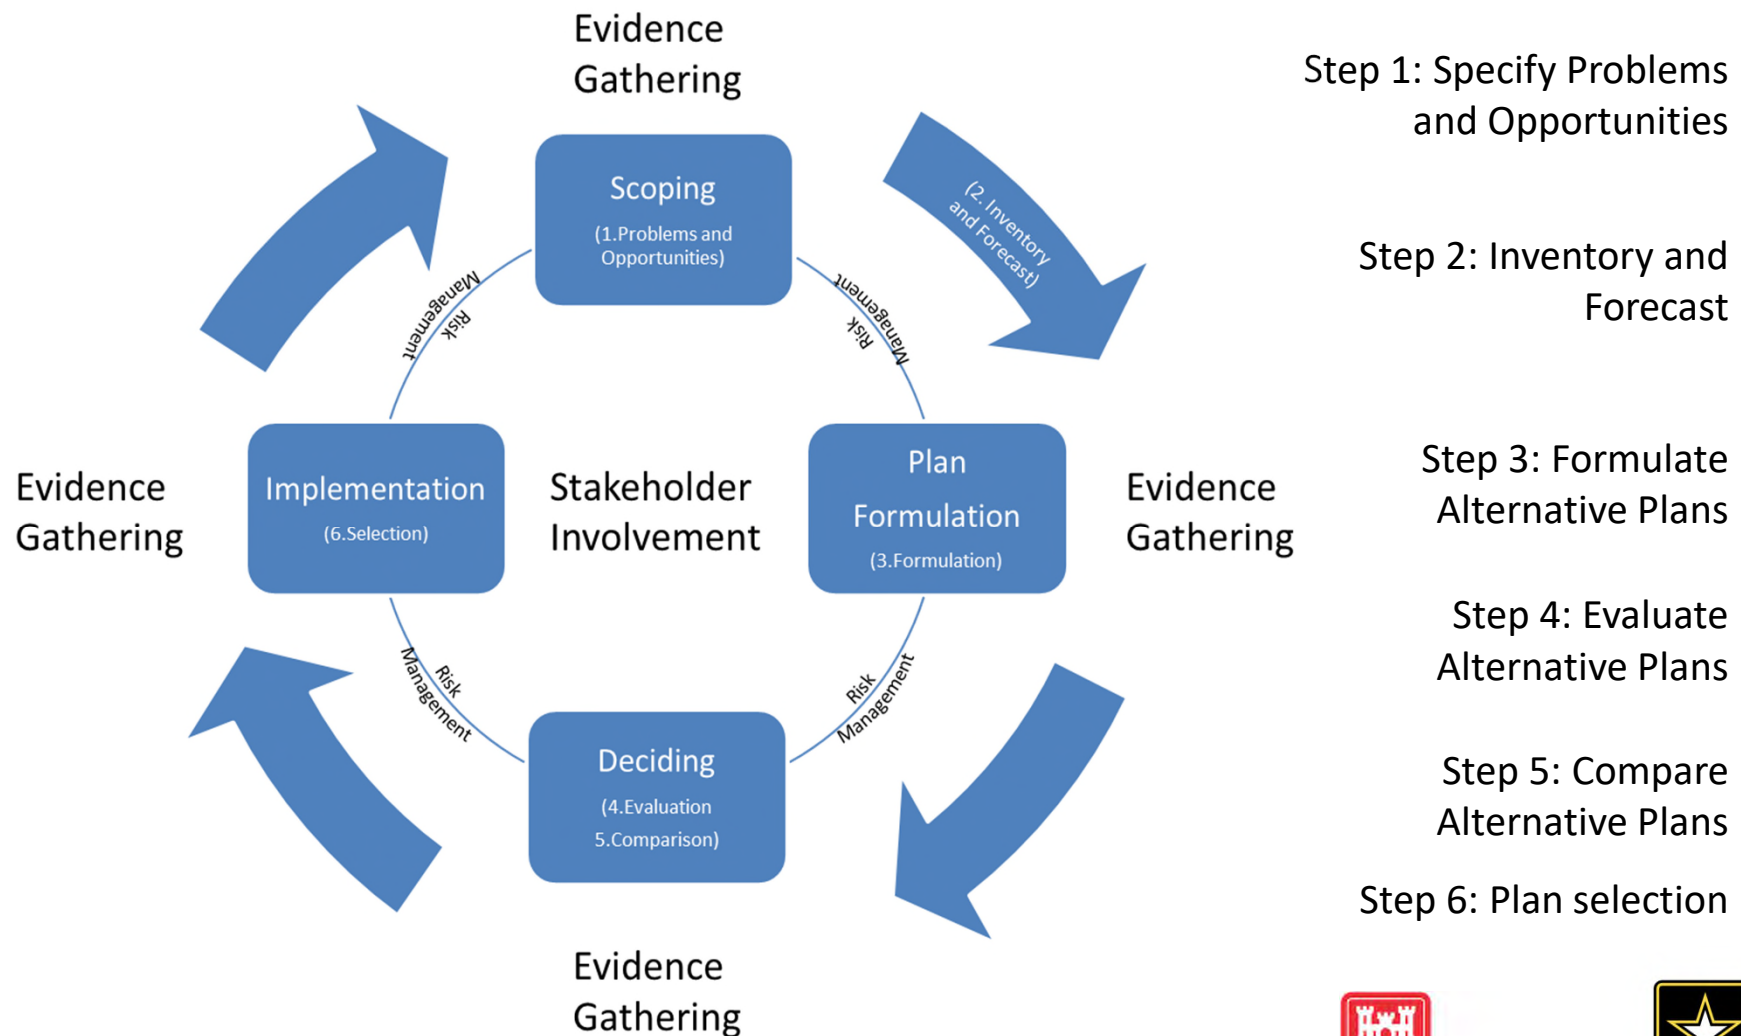 Evidence
Gathering
Scoping
(1.Problems and
Opportunities)
(2. Inventory
and Forecast)
Risk
Management
Risk
Management
Evidence
Gathering
Implementation
(6.Selection)
Stakeholder
Involvement
Plan
Formulation
(3.Formulation)
Evidence
Gathering
Risk
Management
Risk
Management
Deciding
(4.Evaluation
5.Comparison)
Evidence
Gathering
Step 1: Specify Problems
and Opportunities
Step 2: Inventory and
Forecast
Step 3: Formulate
Alternative Plans
Step 4: Evaluate
Alternative Plans
Step 5: Compare
Alternative Plans
Step 6: Plan selection